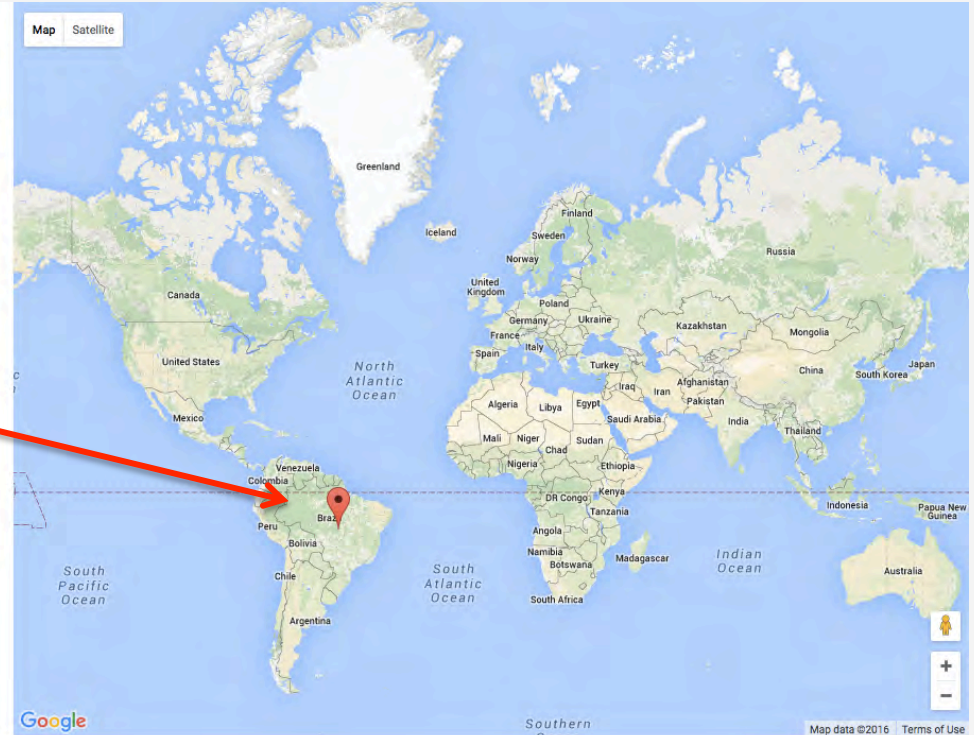 Map Satellite
Greenland
Iceland
Finland
Sweden
Norway
Russia
United
Kingdom
Canada
Poland
Germany
Ukraine
Kazakhstan
Mongolia
France
Italy
Spain
United States
North
Atlantic
Ocean
Turkey
China
Japan
South Korea
Iraq
Iran
Afghanistan
Pakistan
Algeria
Libya
Egypt
Saudi Arabia
India
Mexico
Thailand
Mali
Niger
Chad
Sudan
Nigeria
Ethiopia
Venezuela
Colombia
Kenya
DR Congo
Tanzania
Indonesia
Papua New
Guinea
Peru
Angola
Bolivia
Namibia
Botswana
Madagascar
Indian
Ocean
South
Pacific
Ocean
Chile
South
Atlantic
Ocean
South Africa
Australia
Argentina
+
−
Google
Southern
Map data ©2016 Terms of Use